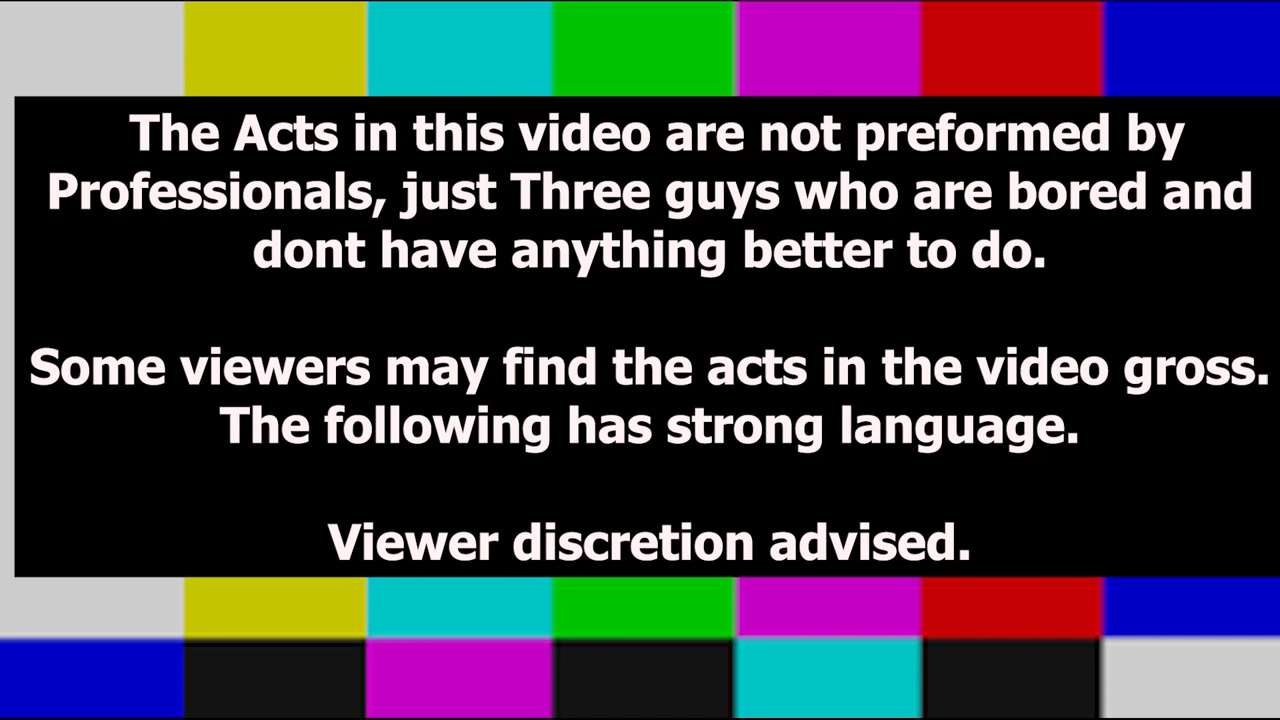 The Acts in this video are not preformed by
Professionals, just Three guys who are bored and
dont have anything better to do.
Some viewers may find the acts in the video gross.
The following has strong language.
Viewer discretion advised.